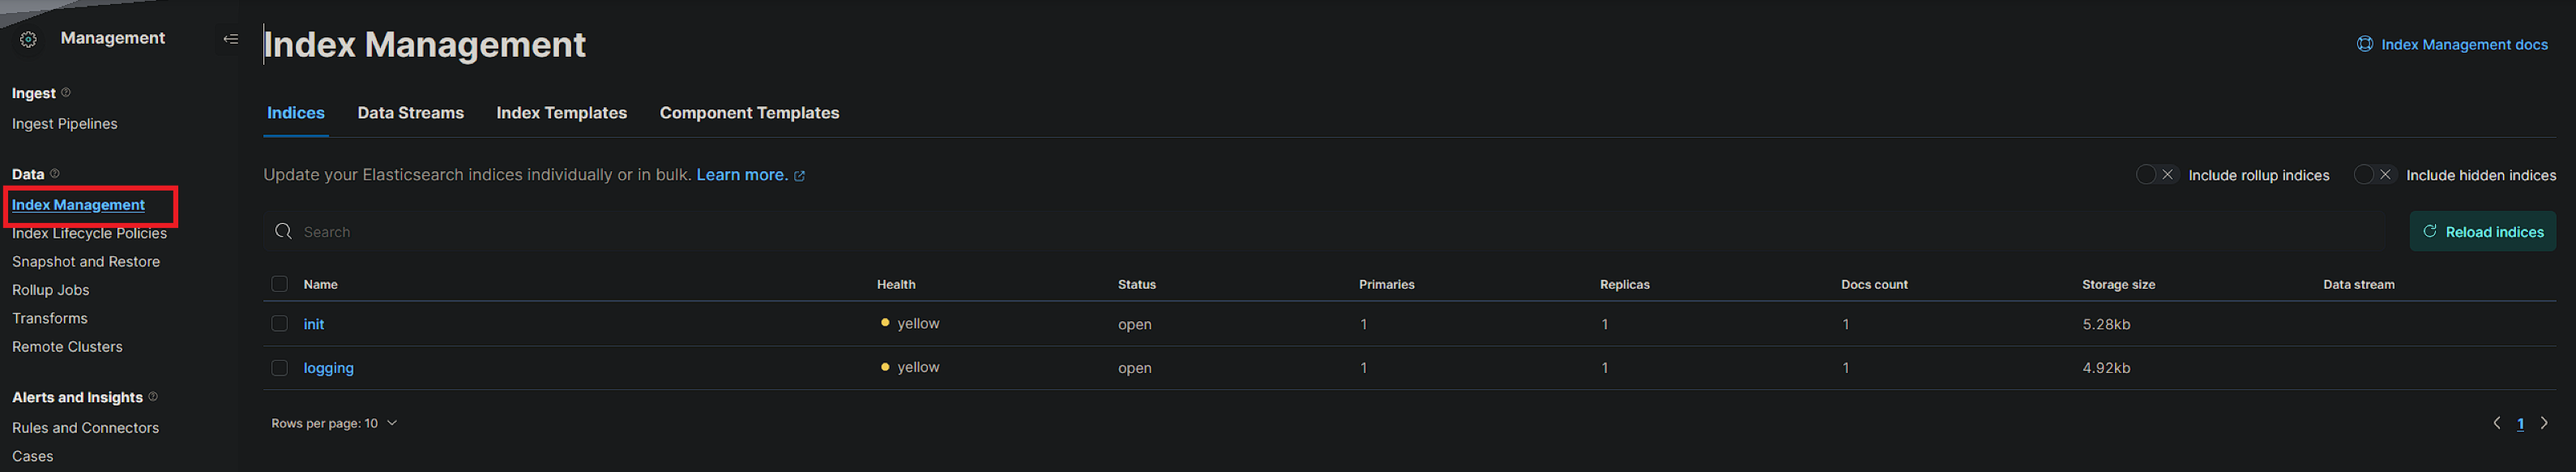 Management
Ingest
Ingest Pipelines
Data
Index Management
Index Lifecycle Policies
Snapshot and Restore
Rollup Jobs
Transforms
Remote Clusters
Alerts and Insights
Rules and Connectors
Cases
Index Management
Index Management docs
Indices Data Streams Index Templates Component Templates
Update your Elasticsearch indices individually or in bulk. Learn more.
Include rollup indices Include hidden indices
Search
Reload indices
Name Health Status Primaries Replicas Docs count Storage size Data stream
init yellow open 1 1 1 5.28kb
logging yellow open 1 1 1 4.92kb
Rows per page: 10
1